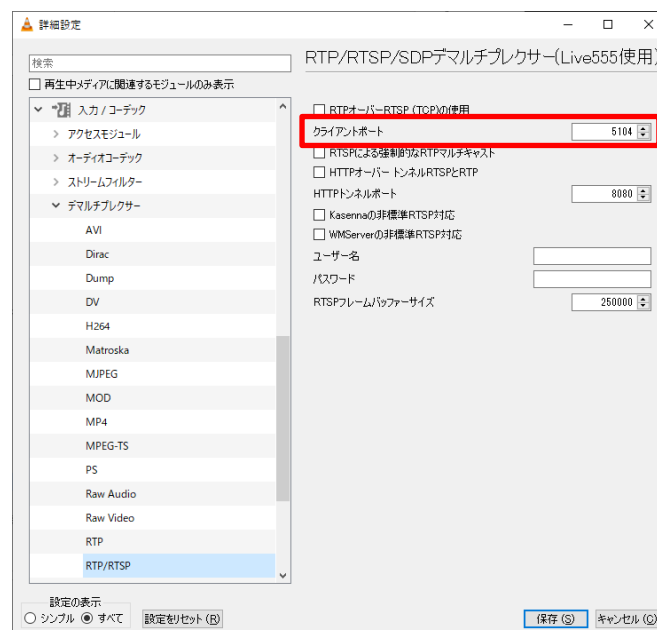 詳細設定
検索
再生中メディアに関連するモジュールのみ表示
入力 / コーデック
アクセスモジュール
オーディオコーデック
ストリームフィルター
デマルチプレクサー
AVI
Dirac
Dump
DV
H264
Matroska
MJPEG
MOD
MP4
MPEG-TS
PS
Raw Audio
Raw Video
RTP
RTP/RTSP
RTP/RTSP/SDPデマルチプレクサー(Live555使用)
RTPオーバーRTSP (TCP)の使用
クライアントポート 5104
RTSPによる強制的なRTPマルチキャスト
HTTPオーバー トンネルRTSPとRTP
HTTPトンネルポート 8080
Kasennaの非標準RTSP対応
WMServerの非標準RTSP対応
ユーザー名
パスワード
RTSPフレームバッファーサイズ 250000
設定の表示
シンプル すべて 設定をリセット (R) 保存 (S) キャンセル (C)